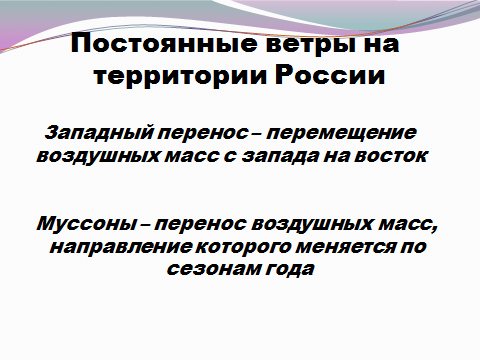 Постоянные ветры на
территории России
Западный перенос – перемещение
воздушных масс с запада на восток
Муссоны – перенос воздушных масс,
направление которого меняется по
сезонам года